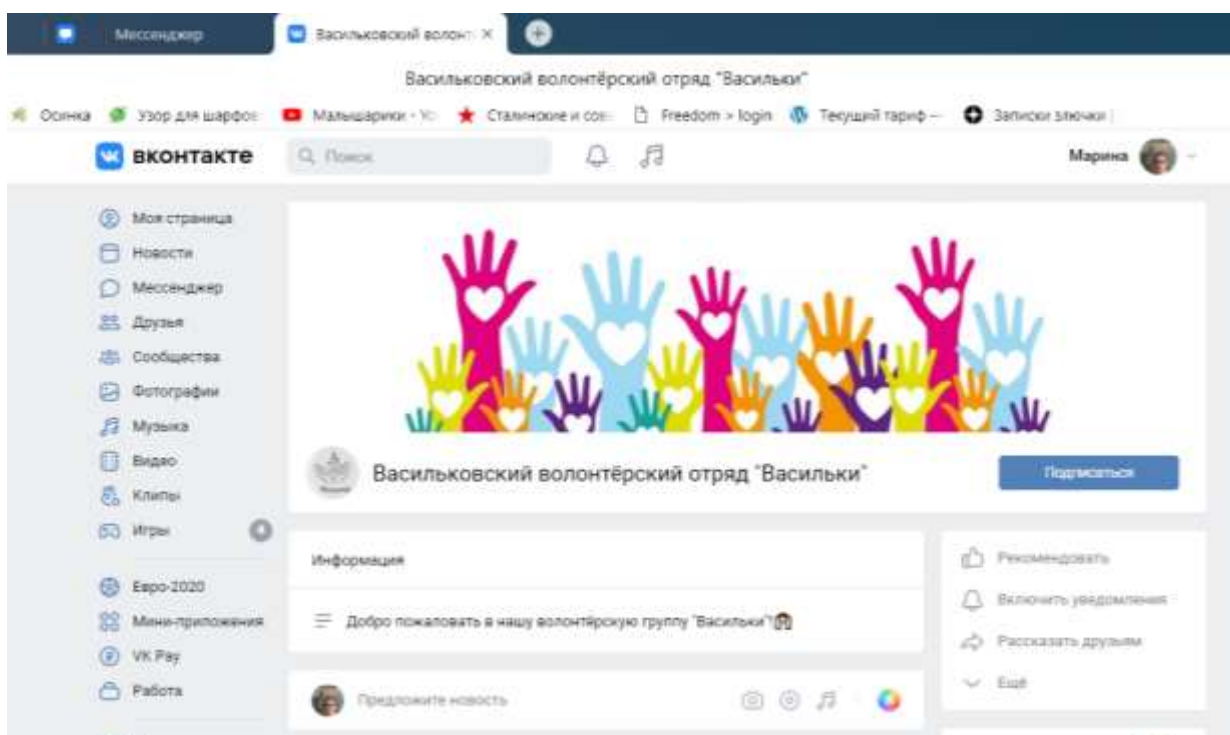 Мессенджер
Васильковский волонт
Васильковский волонтёрский отряд "Васильки"
Осинка Узор для шарфов Малышарики - Yo Сталинские и сов Freedom > login Текущий тариф — Записки злючки |
вконтакте Поиск Марина
Моя страница
Новости
Мессенджер
Друзья
Сообщества
Фотографии
Музыка
Видео
Клипы
Игры
Евро-2020
Мини-приложения
VK Pay
Работа
Васильковский волонтёрский отряд "Васильки"
Подписаться
Информация
Добро пожаловать в нашу волонтёрскую группу "Васильки"!
Предложите новость
Рекомендовать
Включить уведомления
Рассказать друзьям
Ещё